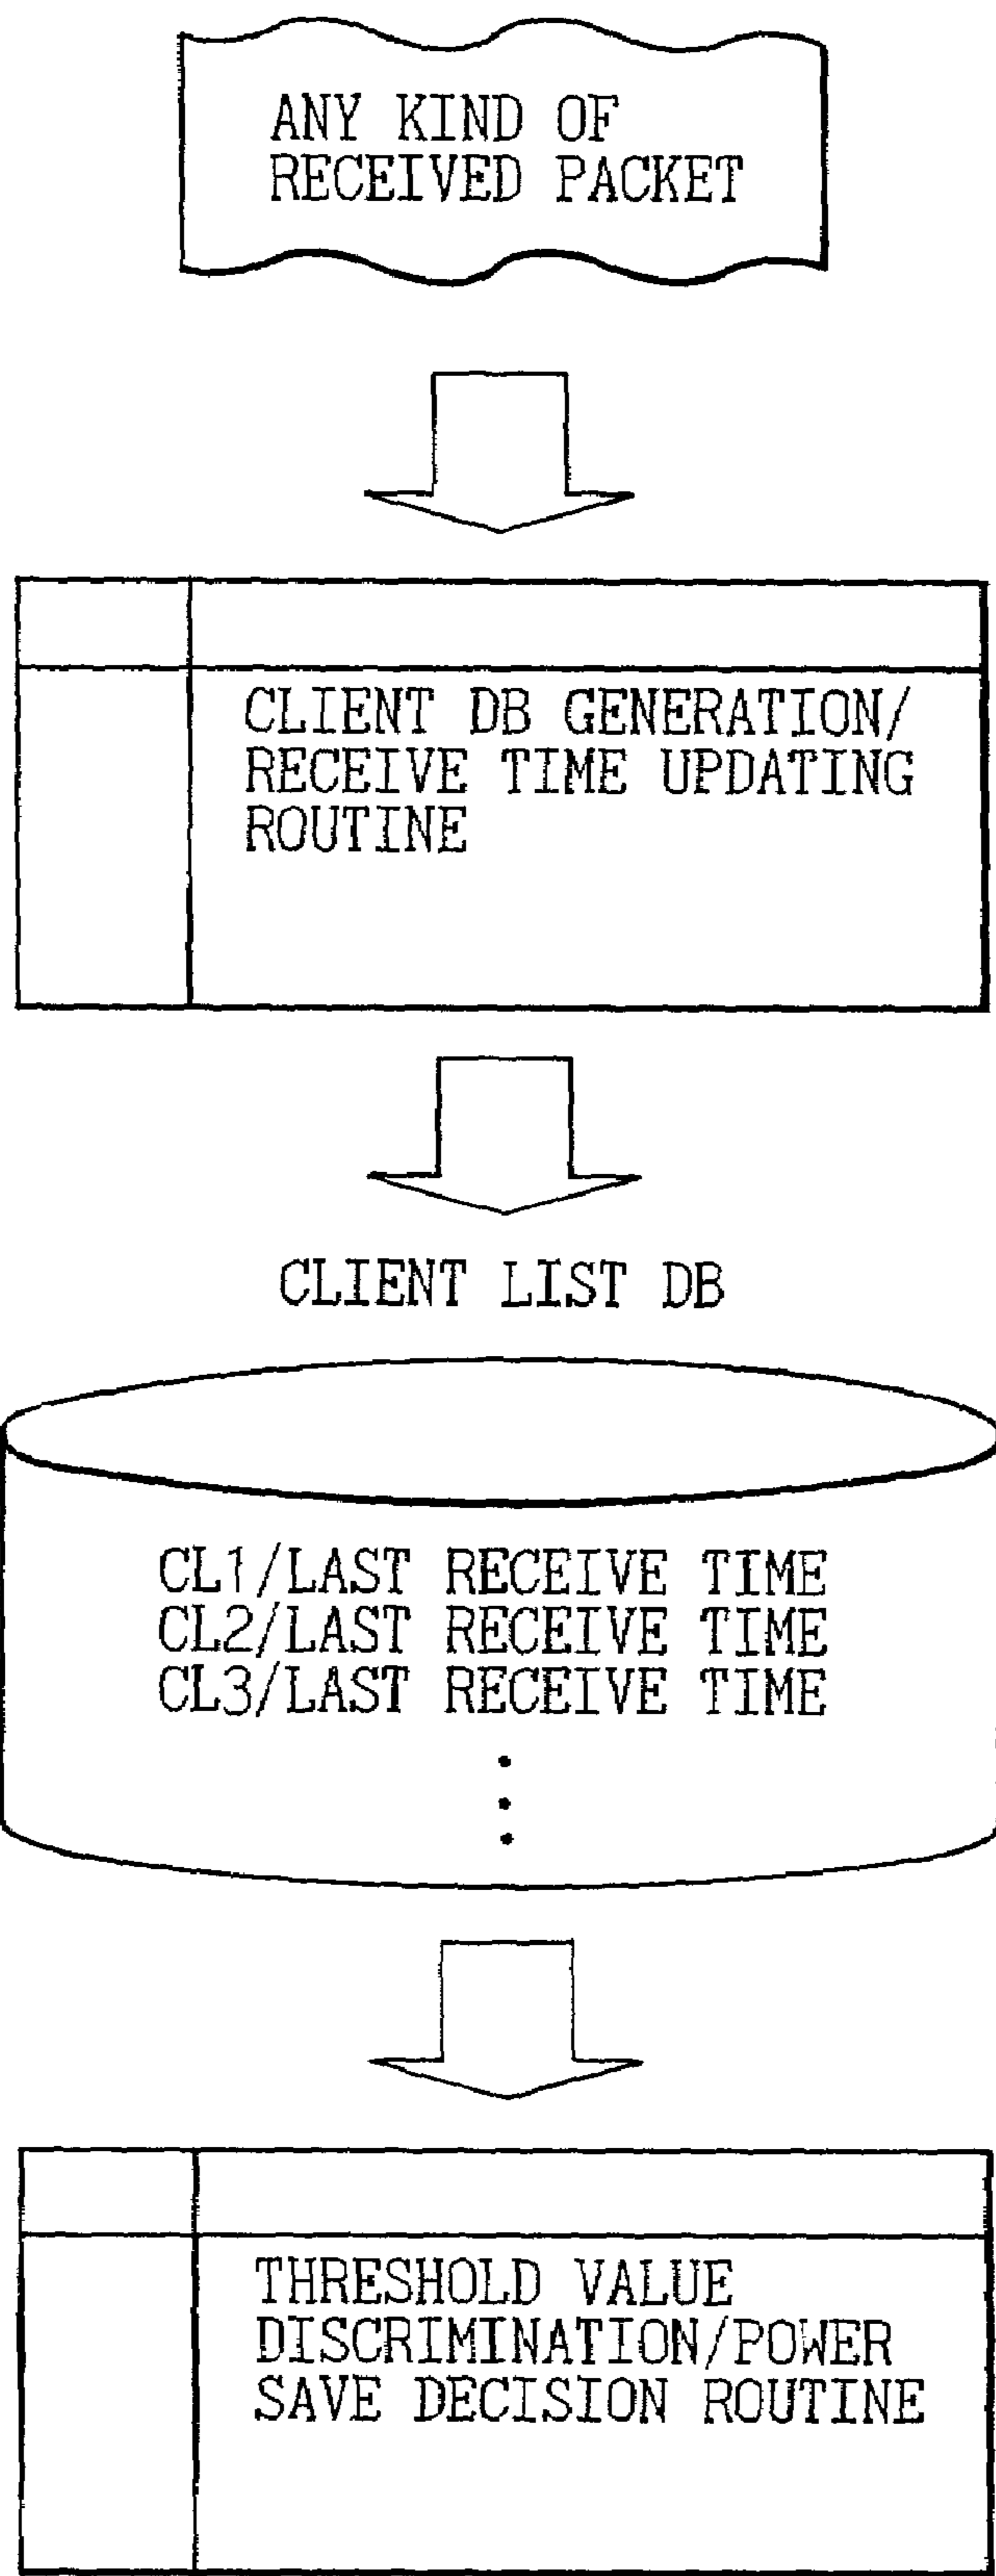 ANY KIND OF
RECEIVED PACKET
CLIENT DB GENERATION/
RECEIVE TIME UPDATING
ROUTINE
CLIENT LIST DB
CL1/LAST RECEIVE TIME
CL2/LAST RECEIVE TIME
CL3/LAST RECEIVE TIME
THRESHOLD VALUE
DISCRIMINATION/POWER
SAVE DECISION ROUTINE